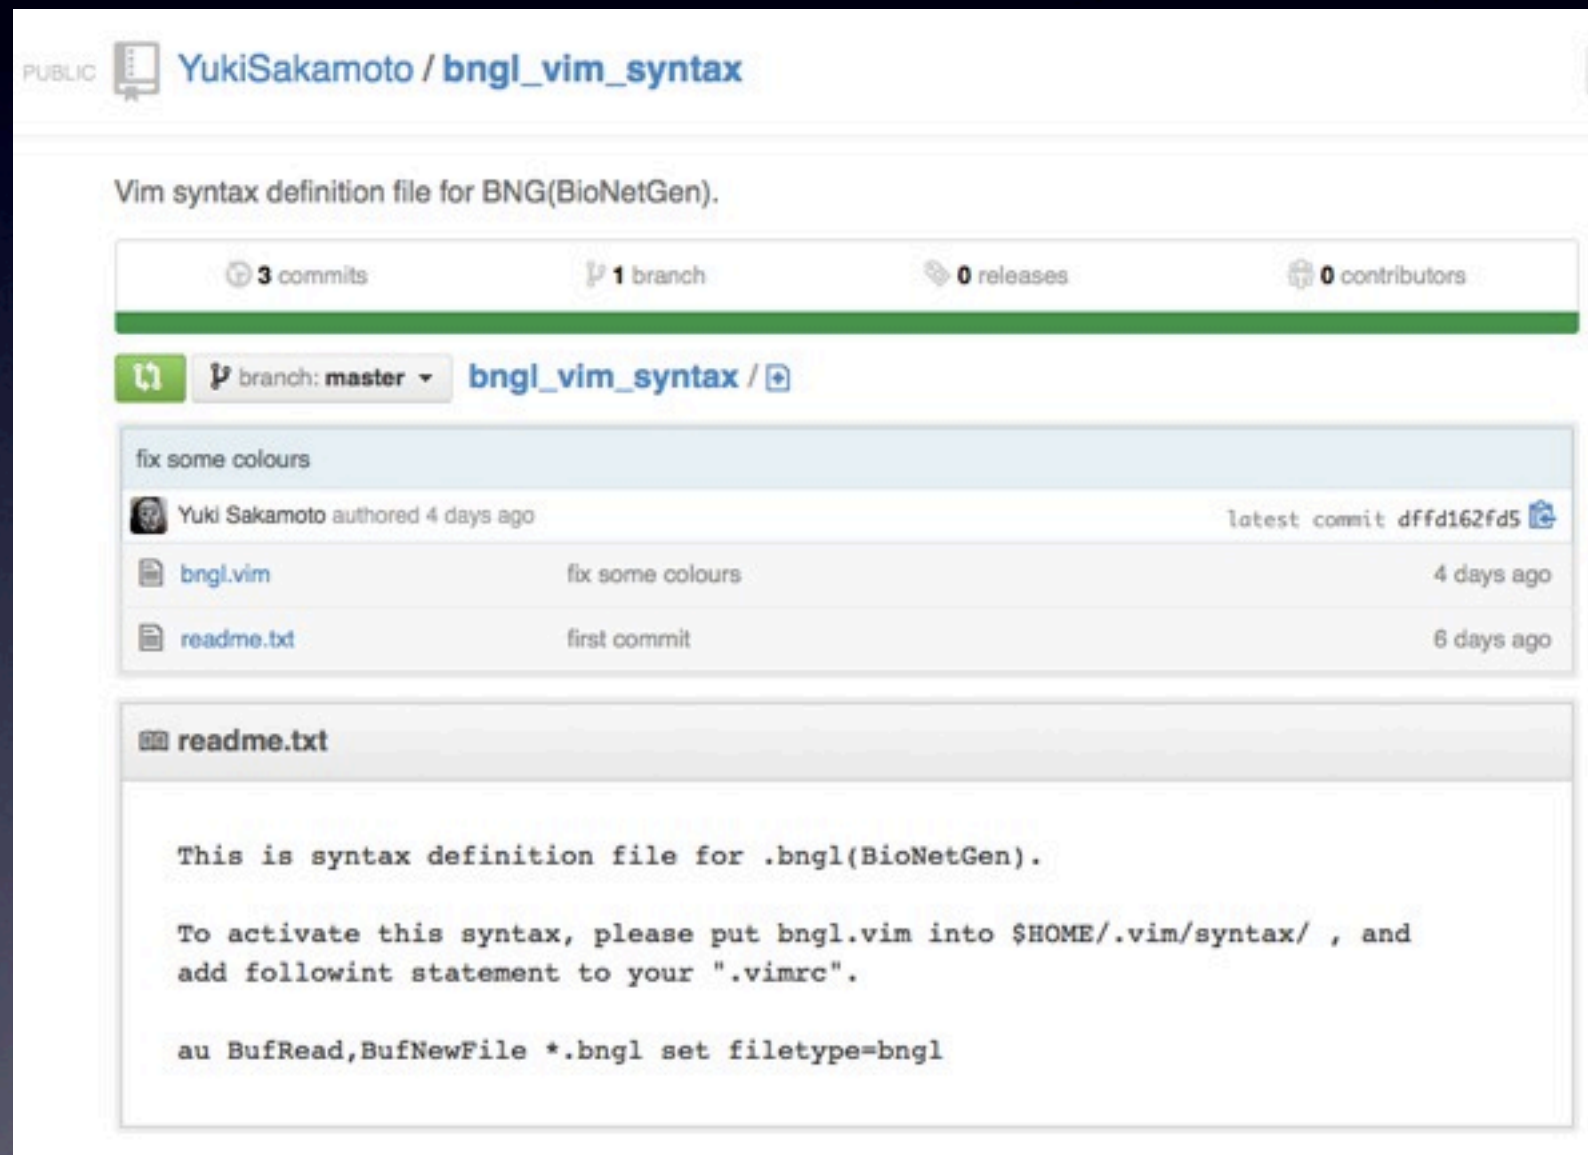 PUBLIC YukiSakamoto / bngl_vim_syntax
Vim syntax definition file for BNG(BioNetGen).
3 commits 1 branch 0 releases 0 contributors
branch: master bngl_vim_syntax /
fix some colours
Yuki Sakamoto authored 4 days ago latest commit dffd162fd5
bngl.vim fix some colours 4 days ago
readme.txt first commit 6 days ago
readme.txt
This is syntax definition file for .bngl(BioNetGen).
To activate this syntax, please put bngl.vim into $HOME/.vim/syntax/ , and
add followint statement to your ".vimrc".
au BufRead,BufNewFile *.bngl set filetype=bngl